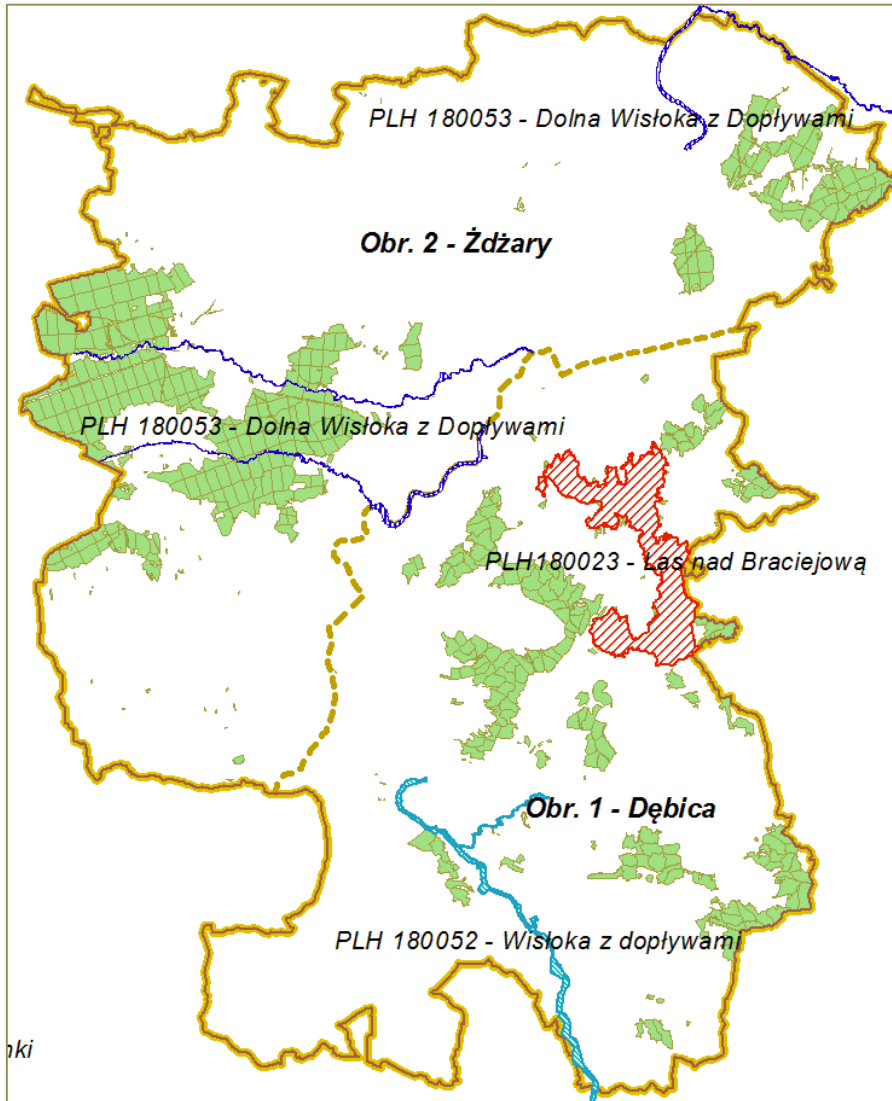 PLH 180053 - Dolna Wisłoka z Dopływami
Obr. 2 - Żdżary
PLH 180053 - Dolna Wisłoka z Dopływami
PLH180023 - Las nad Braciejową
Obr. 1 - Dębica
PLH 180052 - Wisłoka z dopływami
nki